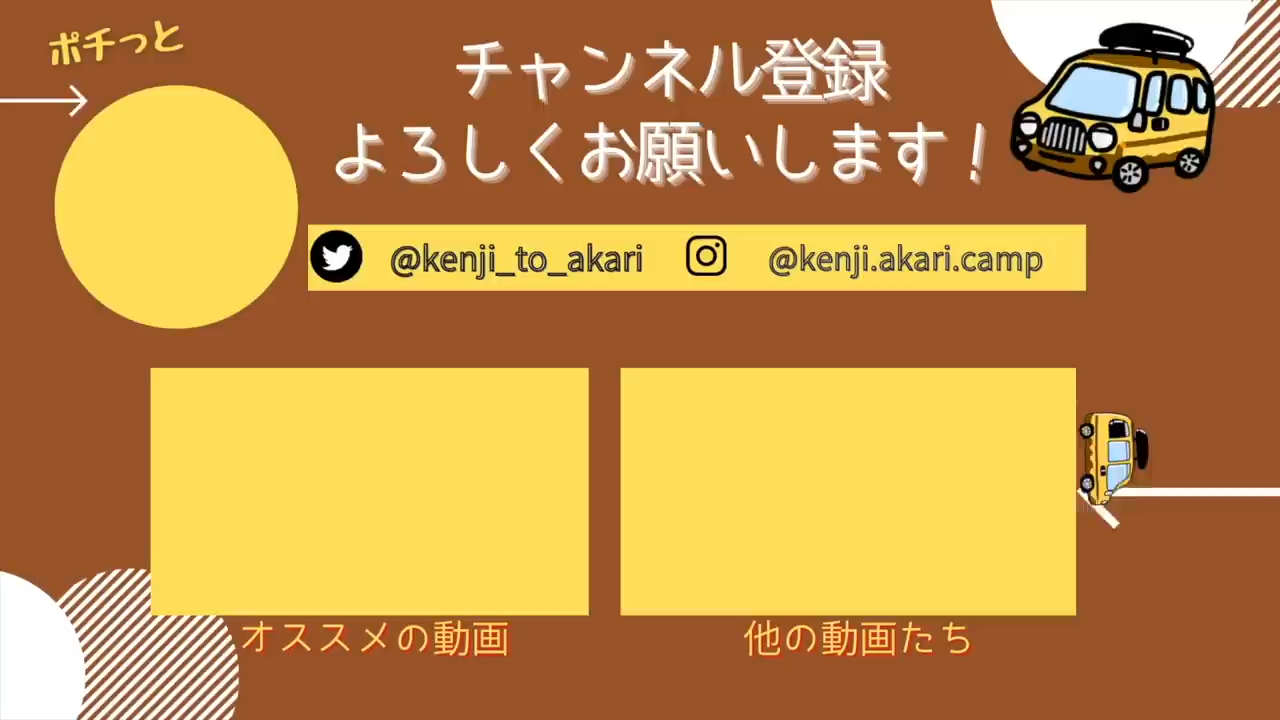 ポチっと
チャンネル登録
よろしくお願いします！
@kenji_to_akari @kenji.akari.camp
オススメの動画
他の動画たち